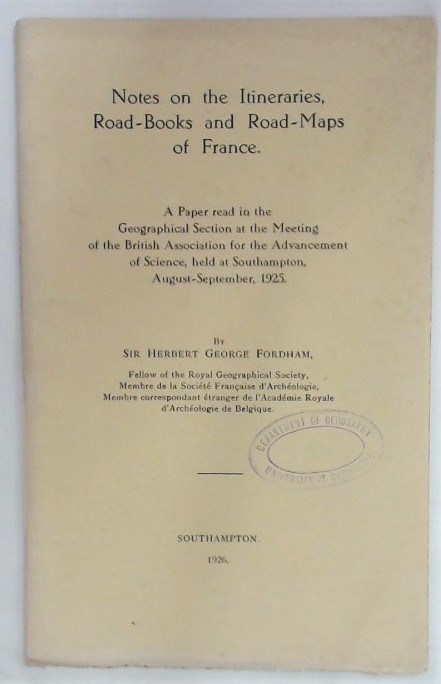 Notes on the Itineraries,
Road-Books and Road-Maps
of France.
A Paper read in the
Geographical Section at the Meeting
of the British Association for the Advancement
of Science, held at Southampton,
August-September, 1925.
By
Sir Herbert George Fordham,
Fellow of the Royal Geographical Society,
Membre de la Société Française d'Archéologie,
Membre correspondant étranger de l'Académie Royale
d'Archéologie de Belgique.
DEPARTMENT OF GEOGRAPHY
UNIVERSITY OF
SOUTHAMPTON.
1926.